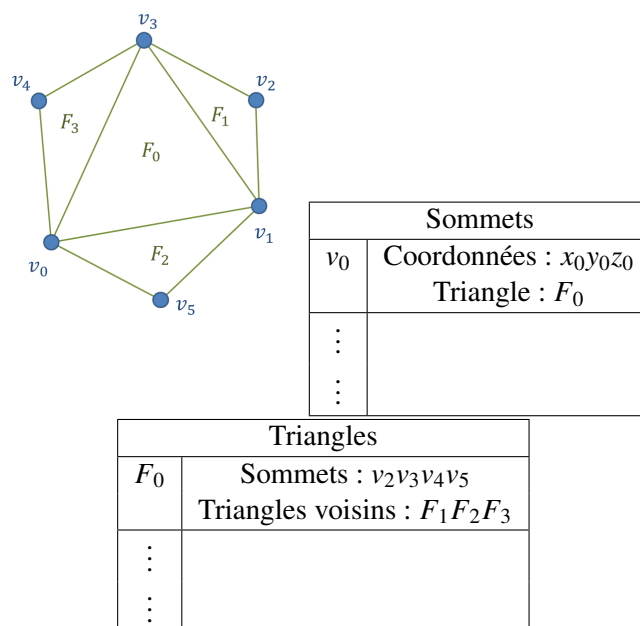 v₃
v₄
v₂
F₃
F₁
F₀
v₁
v₀
F₂
v₅
Sommets
v₀ Coordonnées : x₀y₀z₀
Triangle : F₀
⋮
⋮
Triangles
F₀ Sommets : v₂v₃v₄v₅
Triangles voisins : F₁F₂F₃
⋮
⋮